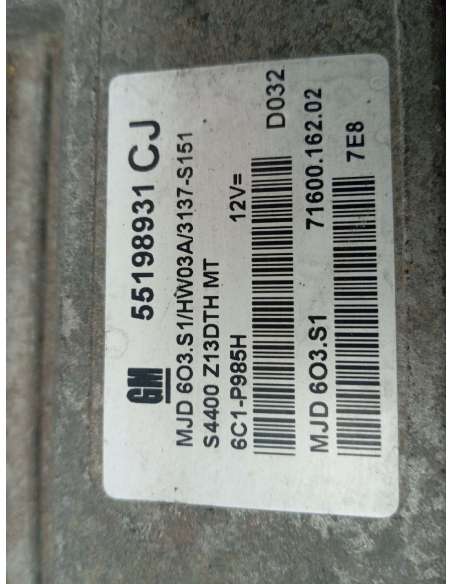 GM 55198931 CJ
MJD 6O3.S1/HW03A/3137-S151
S4400 Z13DTH MT
6C1-P985H 12V= D032
MJD 6O3.S1 71600.162.02
7E8